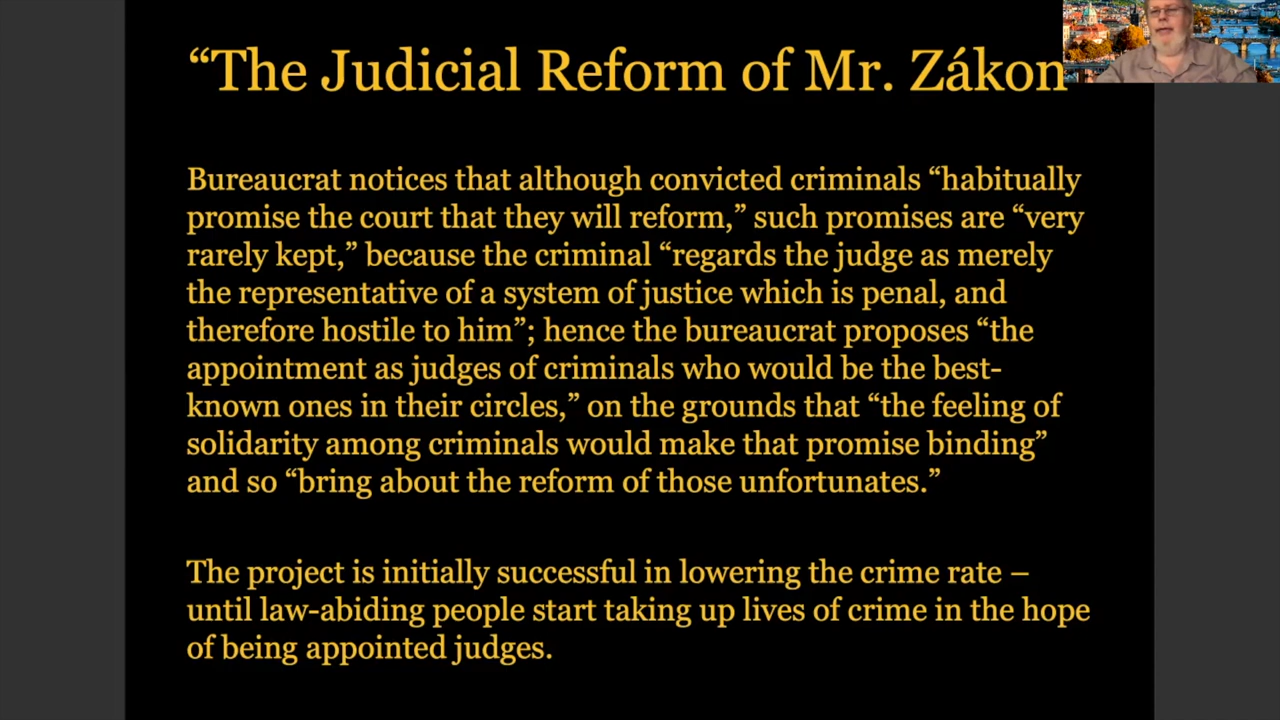 “The Judicial Reform of Mr. Zákon
Bureaucrat notices that although convicted criminals “habitually
promise the court that they will reform,” such promises are “very
rarely kept,” because the criminal “regards the judge as merely
the representative of a system of justice which is penal, and
therefore hostile to him”; hence the bureaucrat proposes “the
appointment as judges of criminals who would be the best-
known ones in their circles,” on the grounds that “the feeling of
solidarity among criminals would make that promise binding”
and so “bring about the reform of those unfortunates.”
The project is initially successful in lowering the crime rate –
until law-abiding people start taking up lives of crime in the hope
of being appointed judges.